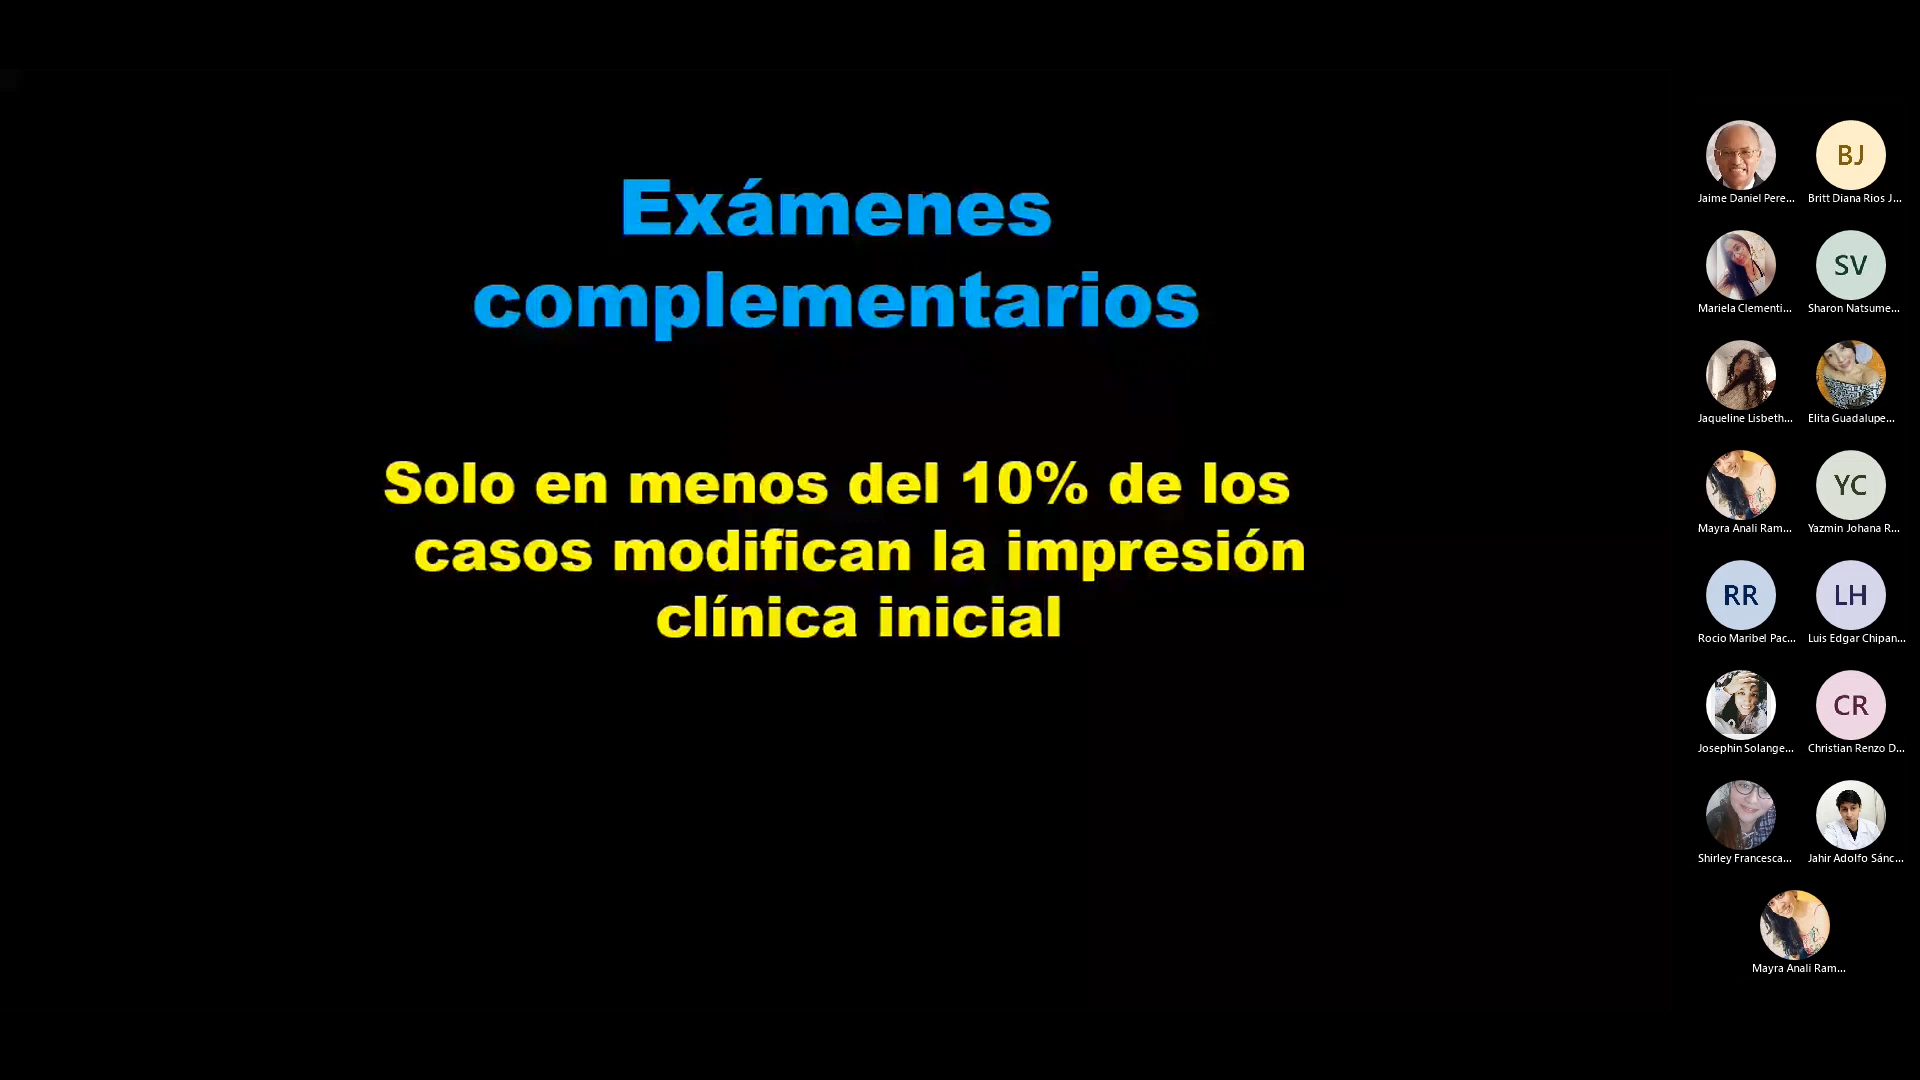 Exámenes
complementarios
Solo en menos del 10% de los
casos modifican la impresión
clínica inicial
Jaime Daniel Pere...
BJ
Britt Diana Rios J...
Mariela Clementi...
SV
Sharon Natsume...
Jaqueline Lisbeth...
Elita Guadalupe...
Mayra Anali Ram...
YC
Yazmin Johana R...
RR
Rocio Maribel Pac...
LH
Luis Edgar Chipan...
Josephin Solange...
CR
Christian Renzo D...
Shirley Francesca...
Jahir Adolfo Sánc...
Mayra Anali Ram...